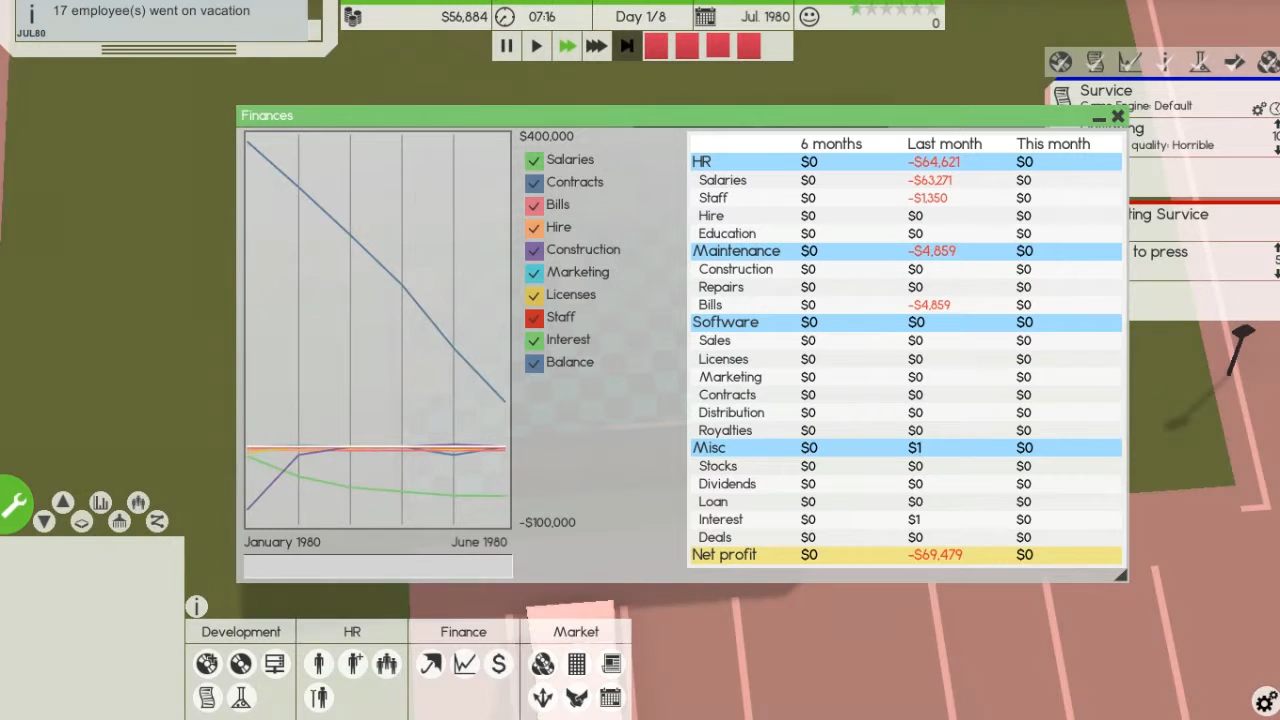 17 employee(s) went on vacation
JUL80
$56,884
07:16
Day 1/8
Jul. 1980
0
Service
Game Engine: Default
quality: Horrible
ting Service
to press
Finances
$400,000
-$100,000
January 1980
June 1980
Salaries
Contracts
Bills
Hire
Construction
Marketing
Licenses
Staff
Interest
Balance
6 months Last month This month
HR $0 -$64,621 $0
Salaries $0 -$63,271 $0
Staff $0 -$1,350 $0
Hire $0 $0 $0
Education $0 $0 $0
Maintenance $0 -$4,859 $0
Construction $0 $0 $0
Repairs $0 $0 $0
Bills $0 -$4,859 $0
Software $0 $0 $0
Sales $0 $0 $0
Licenses $0 $0 $0
Marketing $0 $0 $0
Contracts $0 $0 $0
Distribution $0 $0 $0
Royalties $0 $0 $0
Misc $0 $1 $0
Stocks $0 $0 $0
Dividends $0 $0 $0
Loan $0 $0 $0
Interest $0 $1 $0
Deals $0 $0 $0
Net profit $0 -$69,479 $0
Development
HR
Finance
Market